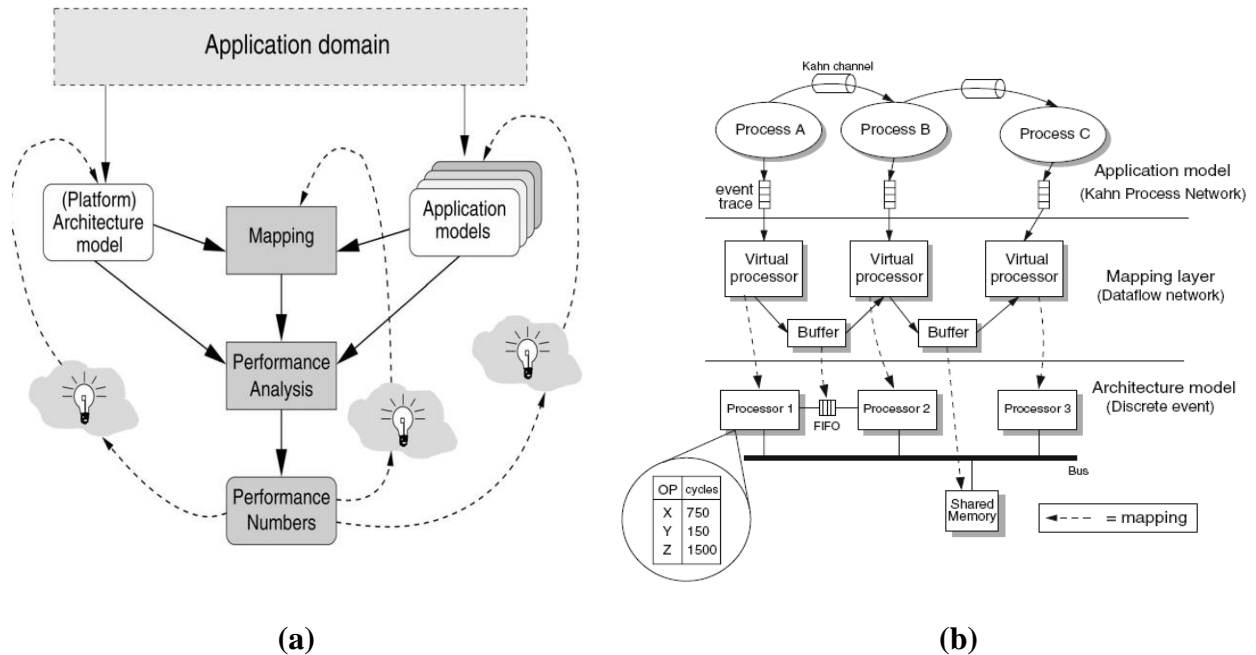 Application domain
(Platform)
Architecture
model
Mapping
Application
models
Performance
Analysis
Performance
Numbers
(a)
Kahn channel
Process A
Process B
Process C
event
trace
Application model
(Kahn Process Network)
Virtual
processor
Virtual
processor
Virtual
processor
Mapping layer
(Dataflow network)
Buffer
Buffer
Architecture model
(Discrete event)
Processor 1
FIFO
Processor 2
Processor 3
Bus
OP cycles
X 750
Y 150
Z 1500
Shared
Memory
= mapping
(b)